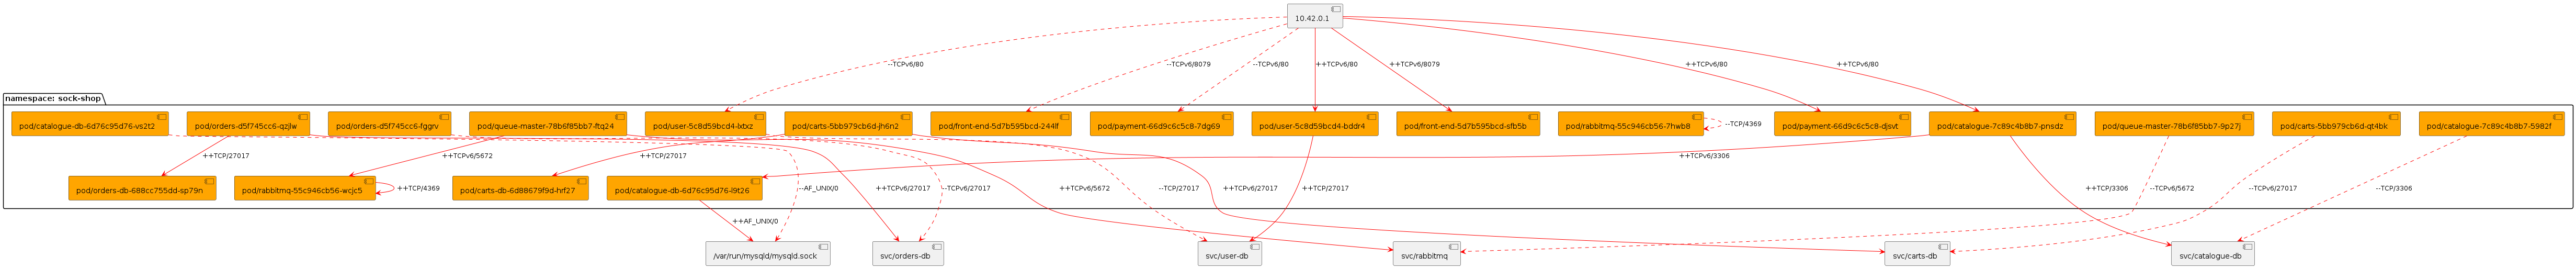 10.42.0.1
--TCPv6/80
--TCPv6/8079
--TCPv6/80
++TCPv6/80
++TCPv6/8079
++TCPv6/80
++TCPv6/80
namespace: sock-shop
pod/catalogue-db-6d76c95d76-vs2t2
pod/orders-d5f745cc6-qzjlw
pod/orders-d5f745cc6-fggrv
pod/queue-master-78b6f85bb7-ftq24
pod/user-5c8d59bcd4-ktxxz
pod/carts-5bb979cb6d-jh6n2
pod/front-end-5d7b595bcd-244lf
pod/payment-66d9c6c5c8-7dg69
pod/user-5c8d59bcd4-bddr4
pod/front-end-5d7b595bcd-sfb5b
pod/rabbitmq-55c946cb56-7hwb8
--TCP/4369
pod/payment-66d9c6c5c8-djsvt
pod/catalogue-7c89c4b8b7-pnsdz
pod/queue-master-78b6f85bb7-9p27j
pod/carts-5bb979cb6d-qt4bk
pod/catalogue-7c89c4b8b7-5982f
++TCP/27017
++TCPv6/5672
++TCP/27017
++TCPv6/3306
pod/orders-db-688cc755dd-sp79n
pod/rabbitmq-55c946cb56-wcjc5
++TCP/4369
pod/carts-db-6d88679f9d-hrf27
pod/catalogue-db-6d76c95d76-l9t26
--AF_UNIX/0
++TCPv6/27017
--TCPv6/27017
++TCPv6/5672
--TCP/27017
++TCPv6/27017
++TCP/27017
++TCP/3306
--TCPv6/5672
--TCPv6/27017
--TCP/3306
++AF_UNIX/0
/var/run/mysqld/mysqld.sock
svc/orders-db
svc/user-db
svc/rabbitmq
svc/carts-db
svc/catalogue-db